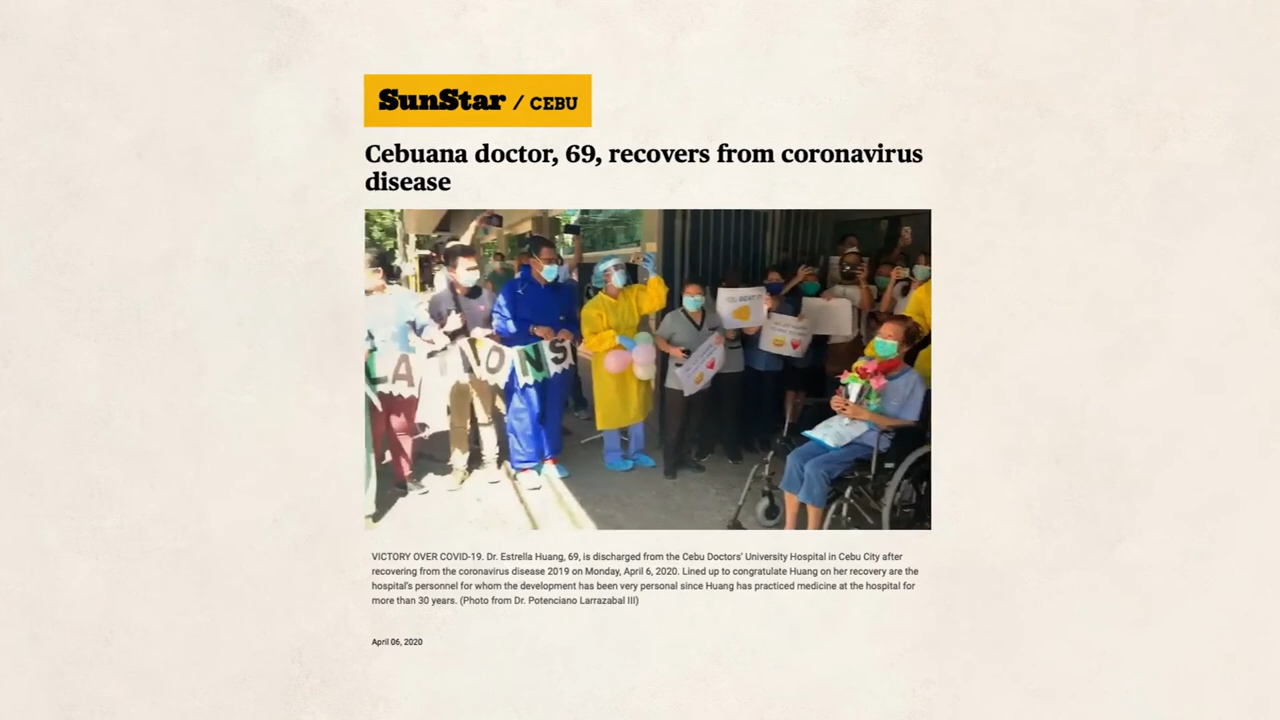 SunStar / CEBU
Cebuana doctor, 69, recovers from coronavirus
disease
LATIONS
YOU BEAT IT
VICTORY OVER COVID-19. Dr. Estrella Huang, 69, is discharged from the Cebu Doctors' University Hospital in Cebu City after
recovering from the coronavirus disease 2019 on Monday, April 6, 2020. Lined up to congratulate Huang on her recovery are the
hospital's personnel for whom the development has been very personal since Huang has practiced medicine at the hospital for
more than 30 years. (Photo from Dr. Potenciano Larrazabal III)
April 06, 2020